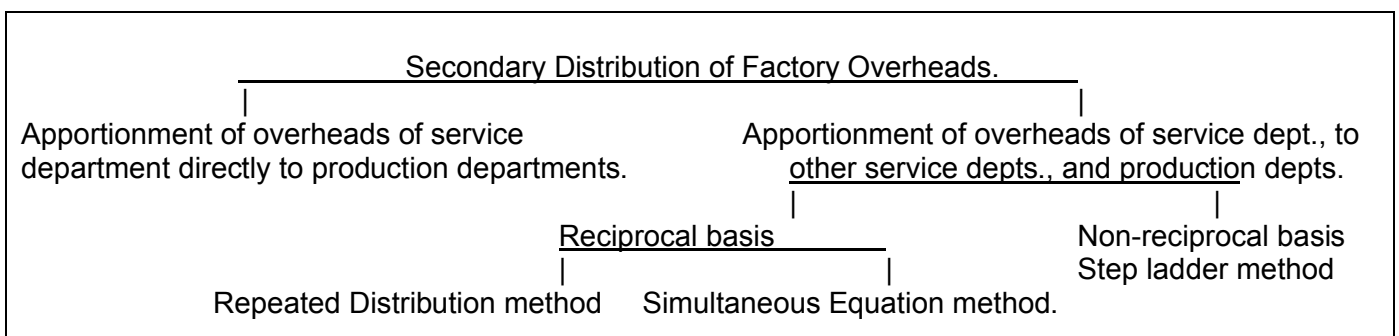 Secondary Distribution of Factory Overheads.
Apportionment of overheads of service Apportionment of overheads of service dept., to
department directly to production departments. other service depts., and production depts.
Reciprocal basis Non-reciprocal basis
Step ladder method
Repeated Distribution method Simultaneous Equation method.